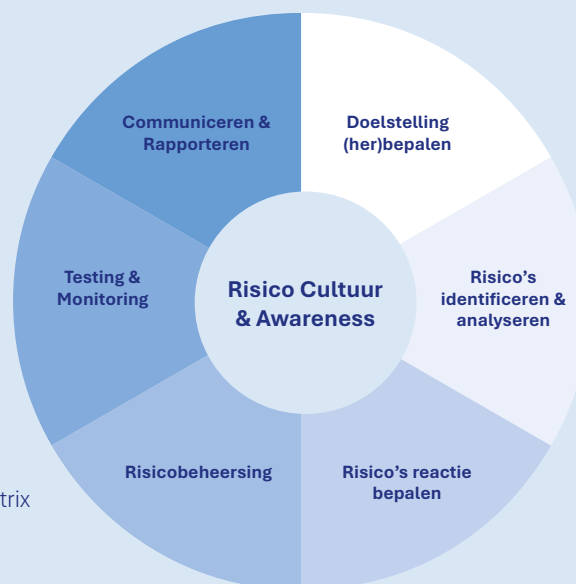 Communiceren &
Rapporteren
Doelstelling
(her)bepalen
Testing &
Monitoring
Risico Cultuur
& Awareness
Risico’s
identificeren &
analyseren
Risicobeheersing
Risico’s reactie
bepalen
trix